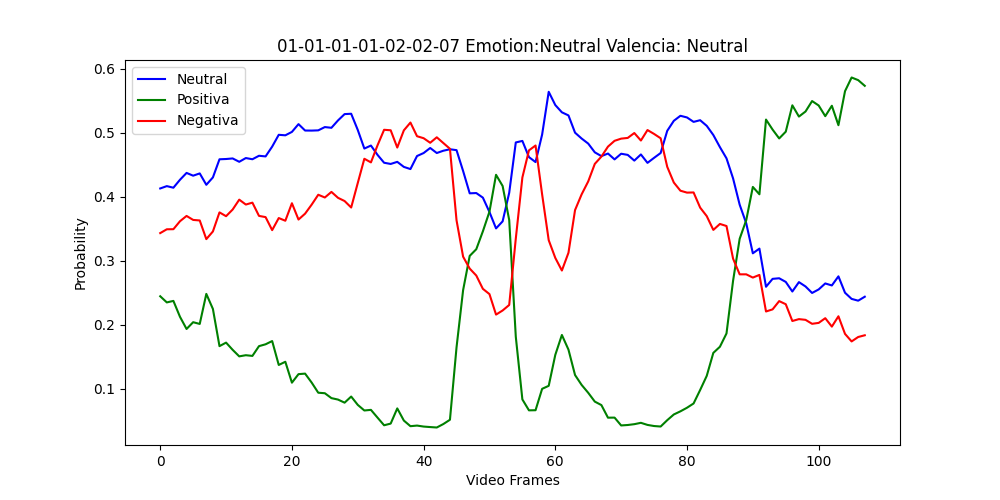 01-01-01-01-02-02-07 Emotion:Neutral Valencia: Neutral
Neutral
Positiva
Negativa
Probability
0.6
0.5
0.4
0.3
0.2
0.1
0 20 40 60 80 100
Video Frames